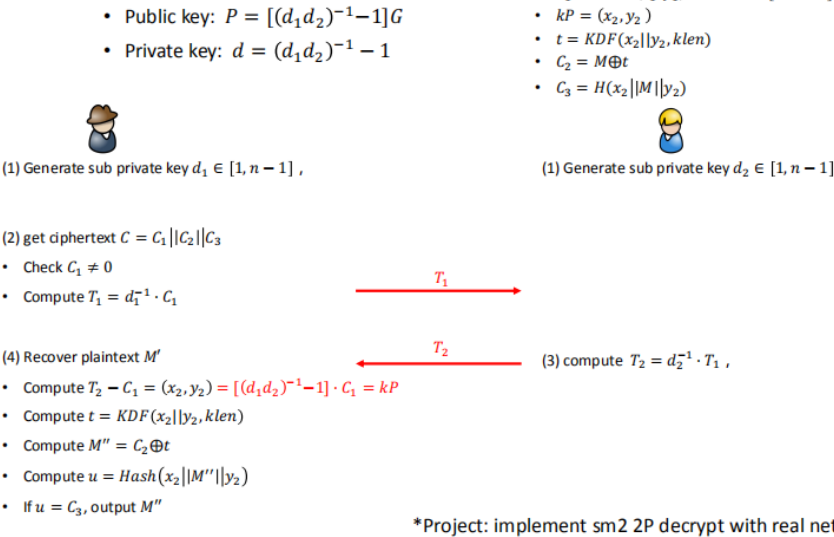 • Public key: P = [(d₁d₂)⁻¹−1]G
• Private key: d = (d₁d₂)⁻¹ − 1
• kP = (x₂, y₂ )
• t = KDF(x₂||y₂, klen)
• C₂ = M⊕t
• C₃ = H(x₂||M||y₂)
(1) Generate sub private key d₁ ∈ [1, n − 1] ,
(1) Generate sub private key d₂ ∈ [1, n − 1]
(2) get ciphertext C = C₁||C₂||C₃
• Check C₁ ≠ 0
• Compute T₁ = d₁⁻¹ · C₁
T₁
T₂
(3) compute T₂ = d₂⁻¹ · T₁ ,
(4) Recover plaintext M′
• Compute T₂ − C₁ = (x₂, y₂) = [(d₁d₂)⁻¹−1] · C₁ = kP
• Compute t = KDF(x₂||y₂, klen)
• Compute M′′ = C₂⊕t
• Compute u = Hash(x₂||M′′||y₂)
• If u = C₃, output M′′
*Project: implement sm2 2P decrypt with real net